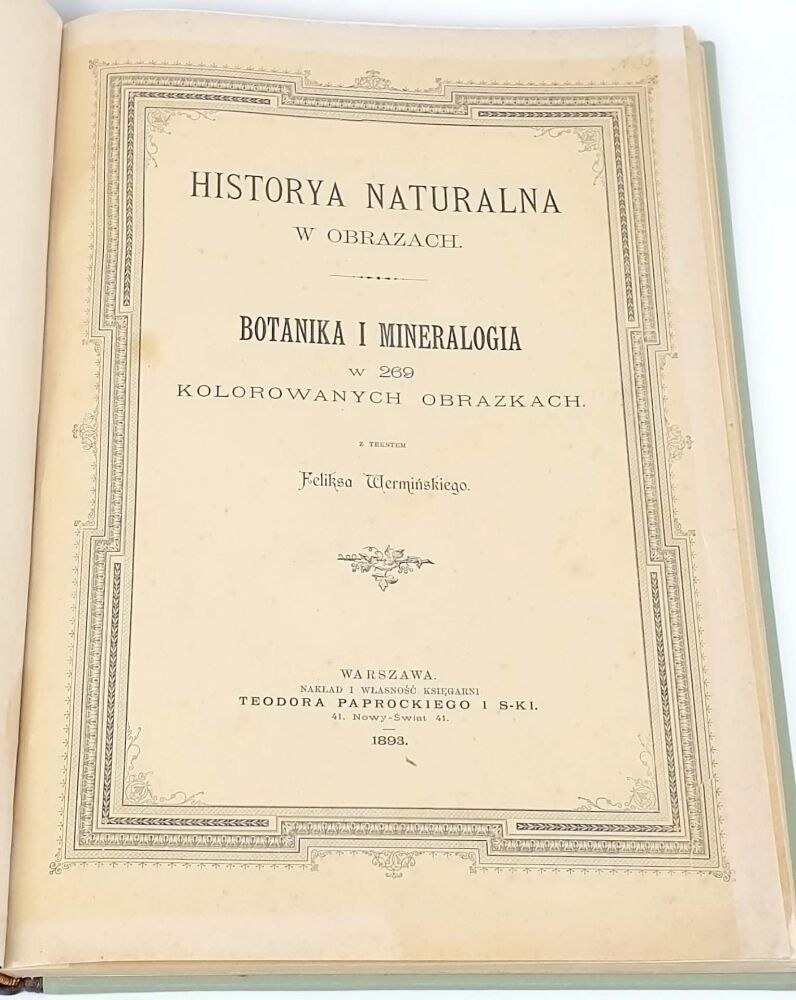 HISTORYA NATURALNA
W OBRAZACH.
BOTANIKA I MINERALOGIA
W 269
KOLOROWANYCH OBRAZKACH.
Z TEKSTEM
Feliksa Wermińskiego.
WARSZAWA.
NAKŁAD I WŁASNOŚĆ KSIĘGARNI
TEODORA PAPROCKIEGO I S-KI.
41. Nowy-Świat 41.
1893.